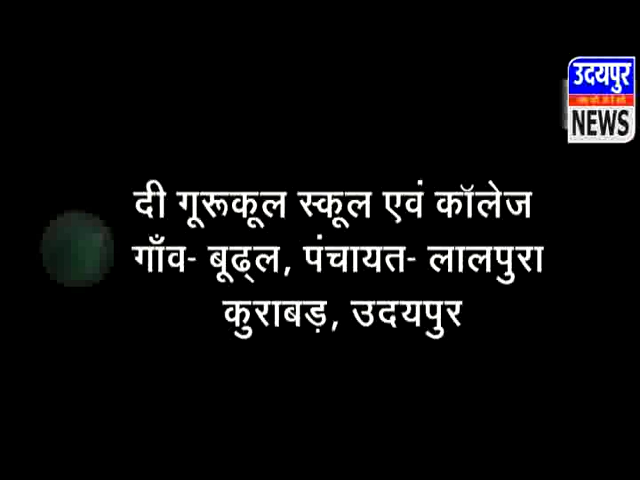 उदयपुर
NEWS
दी गूरूकूल स्कूल एवं कॉलेज
गाँव- बूढ्ल, पंचायत- लालपुरा
कुराबड़, उदयपुर